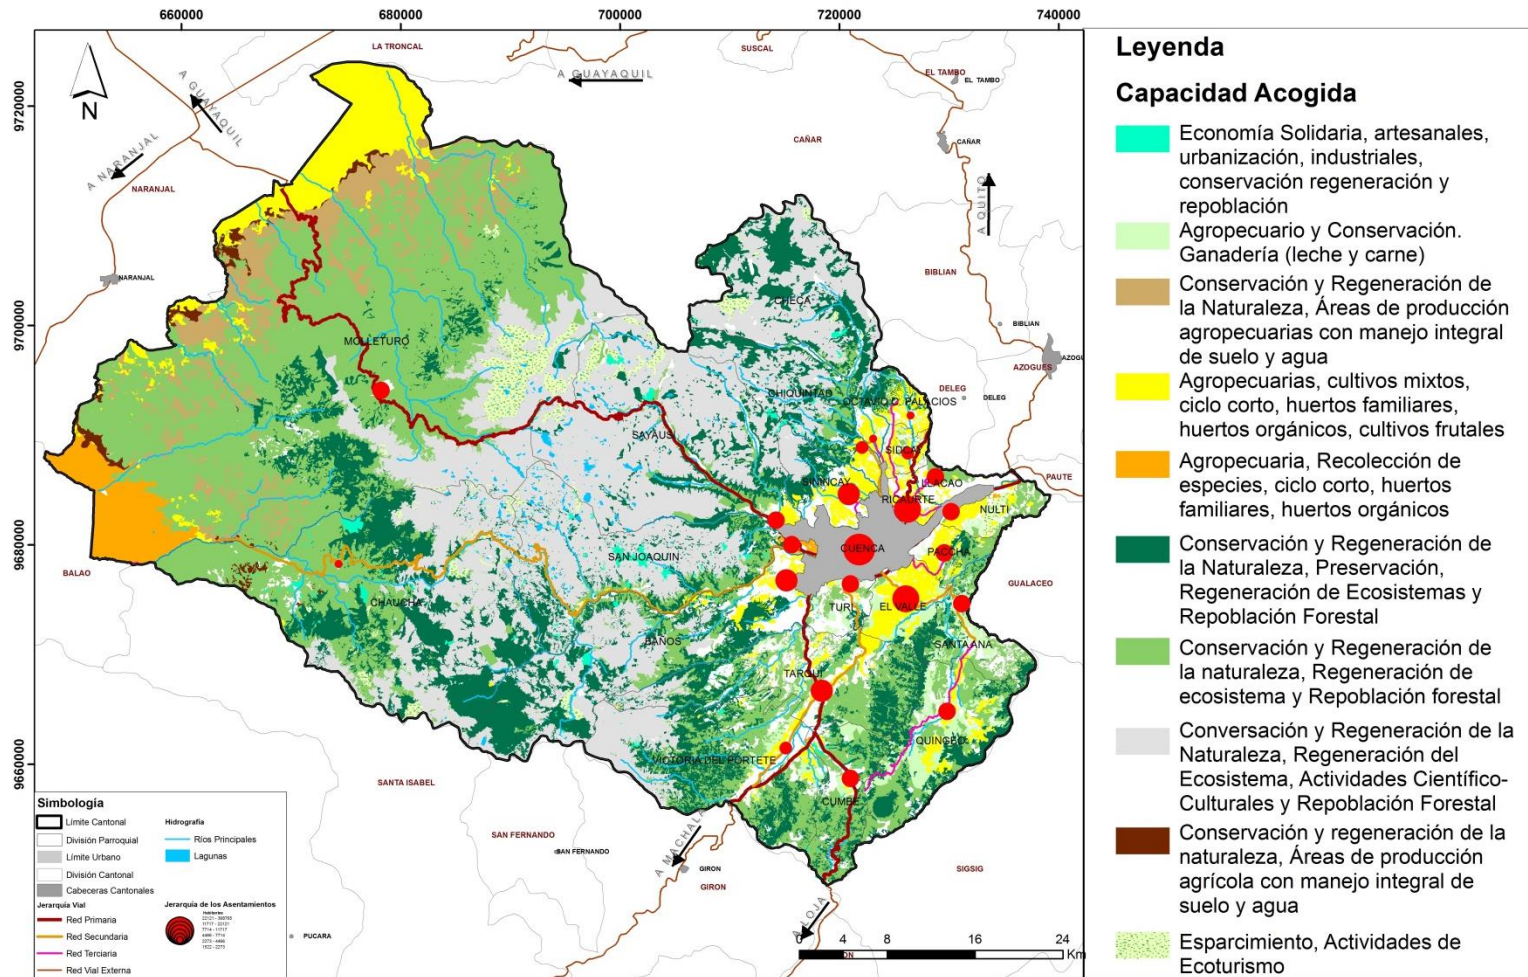 660000
680000
700000
720000
740000
9720000
9700000
9680000
9660000
N
LA TRONCAL
SUSCAL
EL TAMBO
EL TAMBO
A GUAYAQUIL
A GUAYAQUIL
A NARANJAL
NARANJAL
NARANJAL
CAÑAR
CAÑAR
A QUITO
BIBLIAN
BIBLIAN
AZOGUES
DELEG
DELEG
PAUTE
GUALACEO
BALAO
MOLLETURO
CHECA
CHIQUINTAD
OCTAVIO D. PALACIOS
SAYAUSI
SIDCAY
SININCAY
LLACAO
RICAURTE
NULTI
CUENCA
PACCHA
SAN JOAQUIN
CHAUCHA
TURI
EL VALLE
BAÑOS
SANTA ANA
TARQUI
QUINGEO
VICTORIA DEL PORTETE
CUMBE
SANTA ISABEL
SAN FERNANDO
SAN FERNANDO
A MACHALA
GIRON
GIRON
SIGSIG
A LOJA
PUCARA
0 4 8 16 24
Km
Simbología
Límite Cantonal
División Parroquial
Límite Urbano
División Cantonal
Cabeceras Cantonales
Hidrografía
Ríos Principales
Lagunas
Jerarquía Vial
Red Primaria
Red Secundaria
Red Terciaria
Red Vial Externa
Jerarquía de los Asentamientos
Habitantes
Leyenda
Capacidad Acogida
Economía Solidaria, artesanales,
urbanización, industriales,
conservación regeneración y
repoblación
Agropecuario y Conservación.
Ganadería (leche y carne)
Conservación y Regeneración de
la Naturaleza, Áreas de producción
agropecuarias con manejo integral
de suelo y agua
Agropecuarias, cultivos mixtos,
ciclo corto, huertos familiares,
huertos orgánicos, cultivos frutales
Agropecuaria, Recolección de
especies, ciclo corto, huertos
familiares, huertos orgánicos
Conservación y Regeneración de
la Naturaleza, Preservación,
Regeneración de Ecosistemas y
Repoblación Forestal
Conservación y Regeneración de
la naturaleza, Regeneración de
ecosistema y Repoblación forestal
Conversación y Regeneración de la
Naturaleza, Regeneración del
Ecosistema, Actividades Científico-
Culturales y Repoblación Forestal
Conservación y regeneración de la
naturaleza, Áreas de producción
agrícola con manejo integral de
suelo y agua
Esparcimiento, Actividades de
Ecoturismo